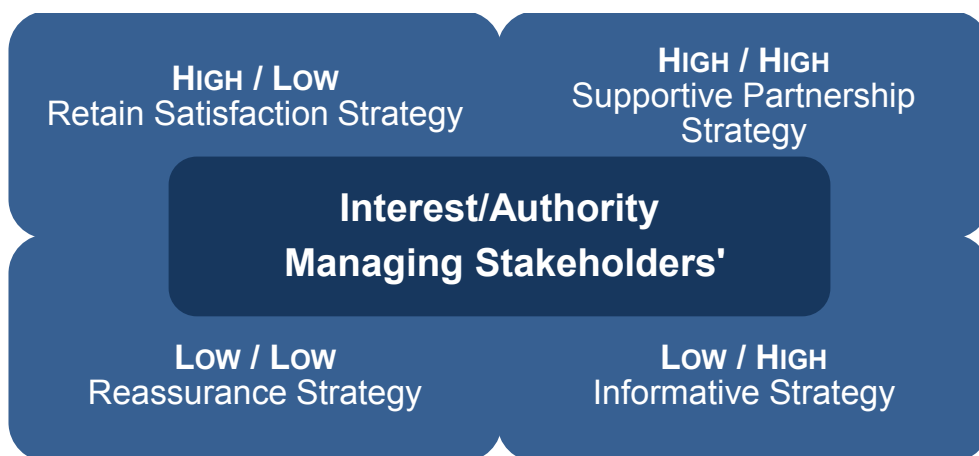 HIGH / LOW
Retain Satisfaction Strategy
HIGH / HIGH
Supportive Partnership
Strategy
Interest/Authority
Managing Stakeholders'
LOW / LOW
Reassurance Strategy
LOW / HIGH
Informative Strategy